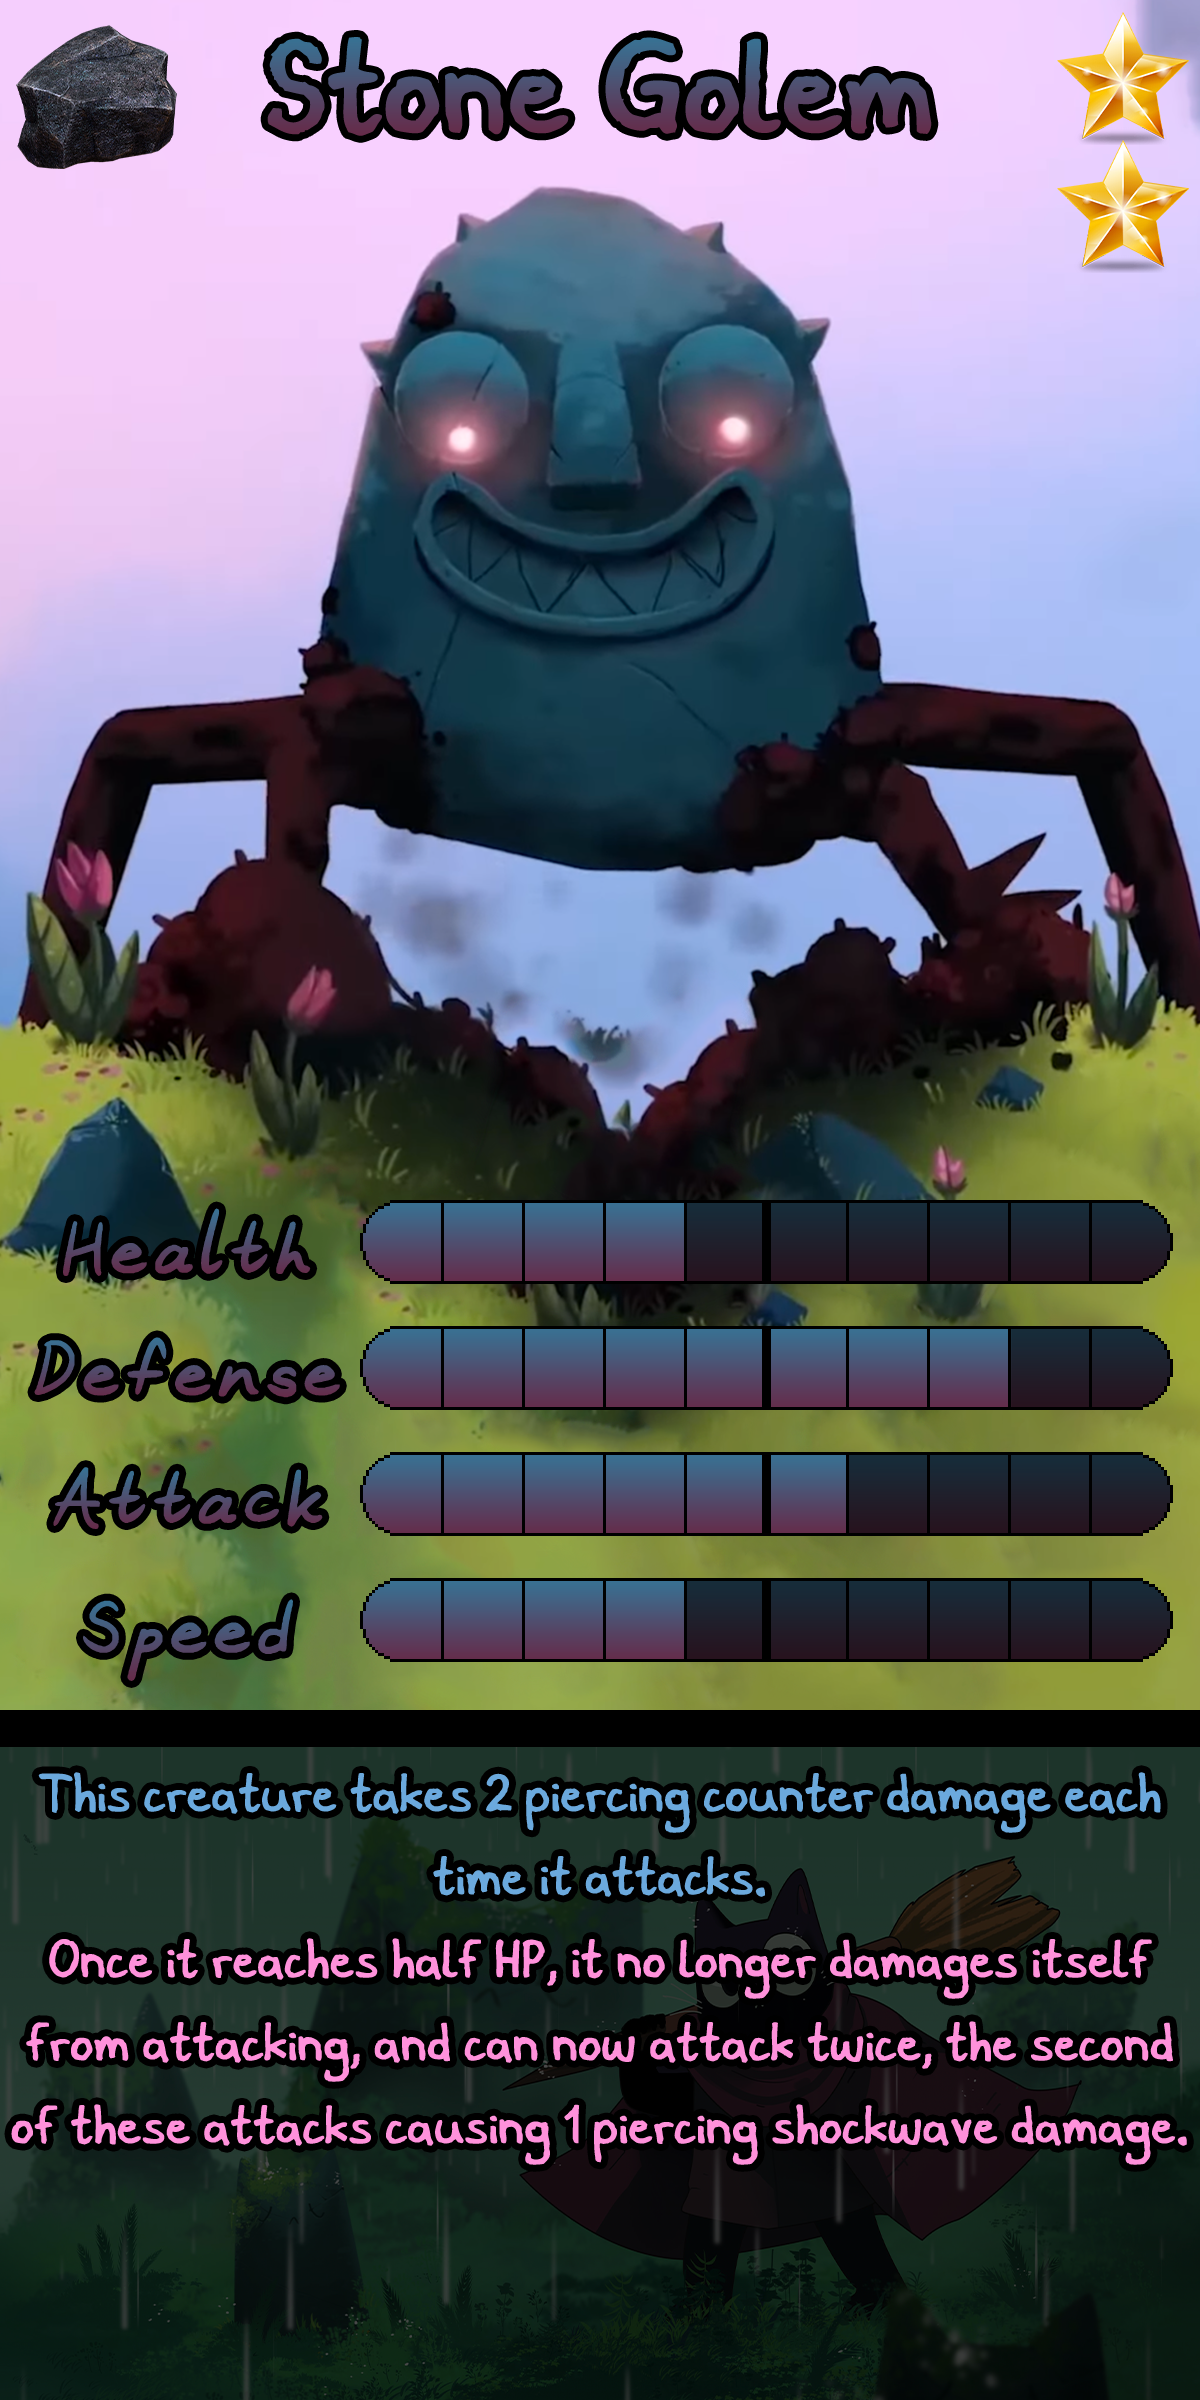 Stone Golem
Health
Defense
Attack
Speed
This creature takes 2 piercing counter damage each
time it attacks.
Once it reaches half HP, it no longer damages itself
from attacking, and can now attack twice, the second
of these attacks causing 1 piercing shockwave damage.